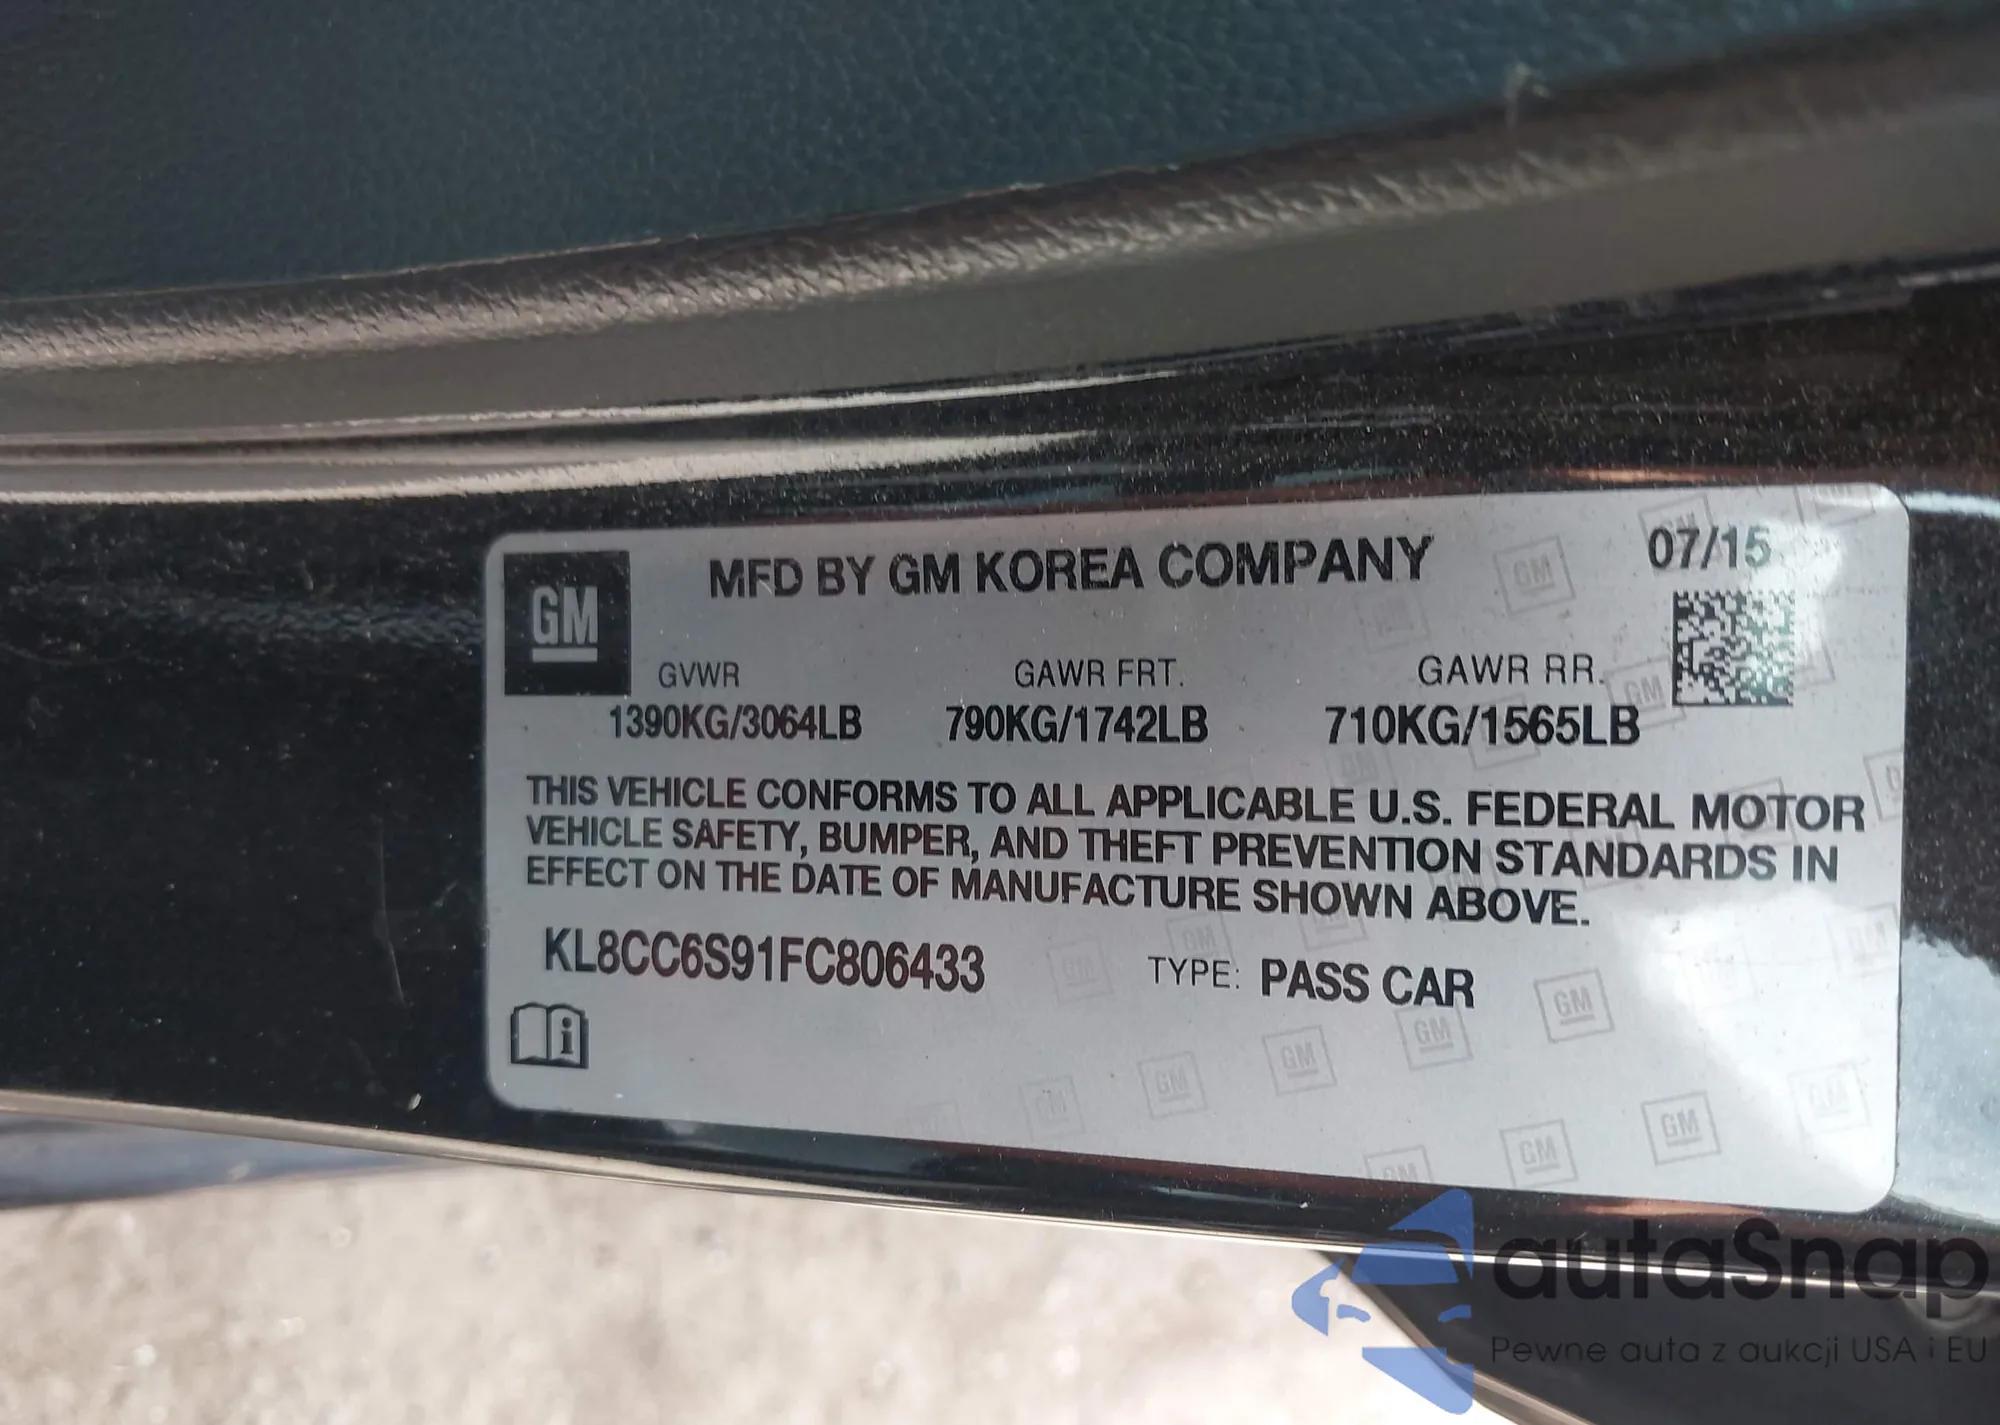 GM
MFD BY GM KOREA COMPANY
07/15
GVWR
GAWR FRT.
GAWR RR.
1390KG/3064LB
790KG/1742LB
710KG/1565LB
THIS VEHICLE CONFORMS TO ALL APPLICABLE U.S. FEDERAL MOTOR
VEHICLE SAFETY, BUMPER, AND THEFT PREVENTION STANDARDS IN
EFFECT ON THE DATE OF MANUFACTURE SHOWN ABOVE.
KL8CC6S91FC806433
TYPE: PASS CAR
i
autaSnap
Pewne auta z aukcji USA i EU